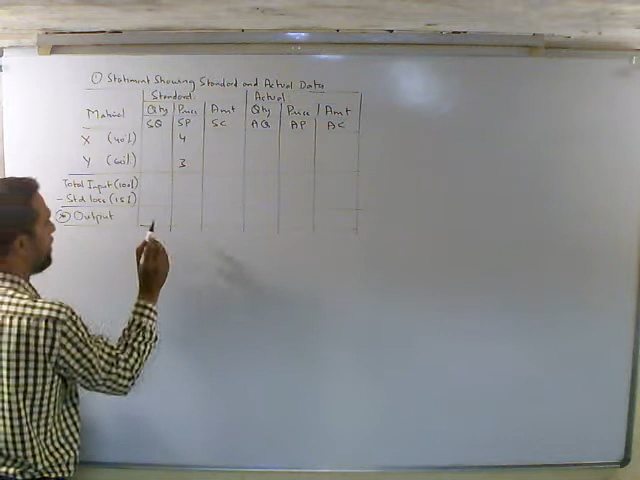 ① Statement Showing Standard and Actual Data
Standard Actual
Material Qty Price Amt Qty Price Amt
SQ SP SC AQ AP AC
X (40%) 4
Y (60%) 3
Total Input (100%)
- Std loss (15%)
* Output